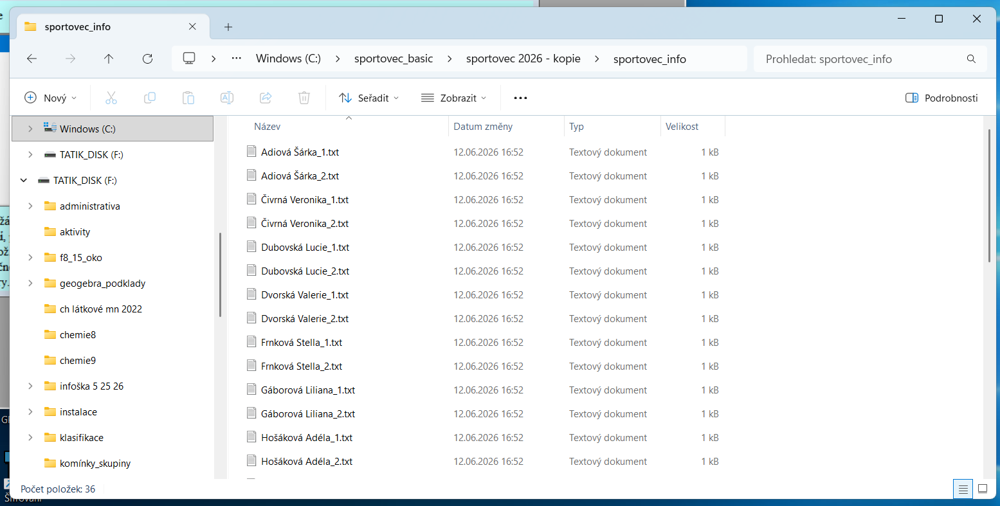 sportovec_info
Windows (C:) sportovec_basic sportovec 2026 - kopie sportovec_info Prohledat: sportovec_info
Nový Seřadit Zobrazit Podrobnosti
Windows (C:)
TATIK_DISK (F:)
TATIK_DISK (F:)
administrativa
aktivity
f8_15_oko
geogebra_podklady
ch látkové mn 2022
chemie8
chemie9
infoška 5 25 26
instalace
klasifikace
komínky_skupiny
Název Datum změny Typ Velikost
Adiová Šárka_1.txt 12.06.2026 16:52 Textový dokument 1 kB
Adiová Šárka_2.txt 12.06.2026 16:52 Textový dokument 1 kB
Čivrná Veronika_1.txt 12.06.2026 16:52 Textový dokument 1 kB
Čivrná Veronika_2.txt 12.06.2026 16:52 Textový dokument 1 kB
Dubovská Lucie_1.txt 12.06.2026 16:52 Textový dokument 1 kB
Dubovská Lucie_2.txt 12.06.2026 16:52 Textový dokument 1 kB
Dvorská Valerie_1.txt 12.06.2026 16:52 Textový dokument 1 kB
Dvorská Valerie_2.txt 12.06.2026 16:52 Textový dokument 1 kB
Frnková Stella_1.txt 12.06.2026 16:52 Textový dokument 1 kB
Frnková Stella_2.txt 12.06.2026 16:52 Textový dokument 1 kB
Gáborová Liliana_1.txt 12.06.2026 16:52 Textový dokument 1 kB
Gáborová Liliana_2.txt 12.06.2026 16:52 Textový dokument 1 kB
Hošáková Adéla_1.txt 12.06.2026 16:52 Textový dokument 1 kB
Hošáková Adéla_2.txt 12.06.2026 16:52 Textový dokument 1 kB
Počet položek: 36